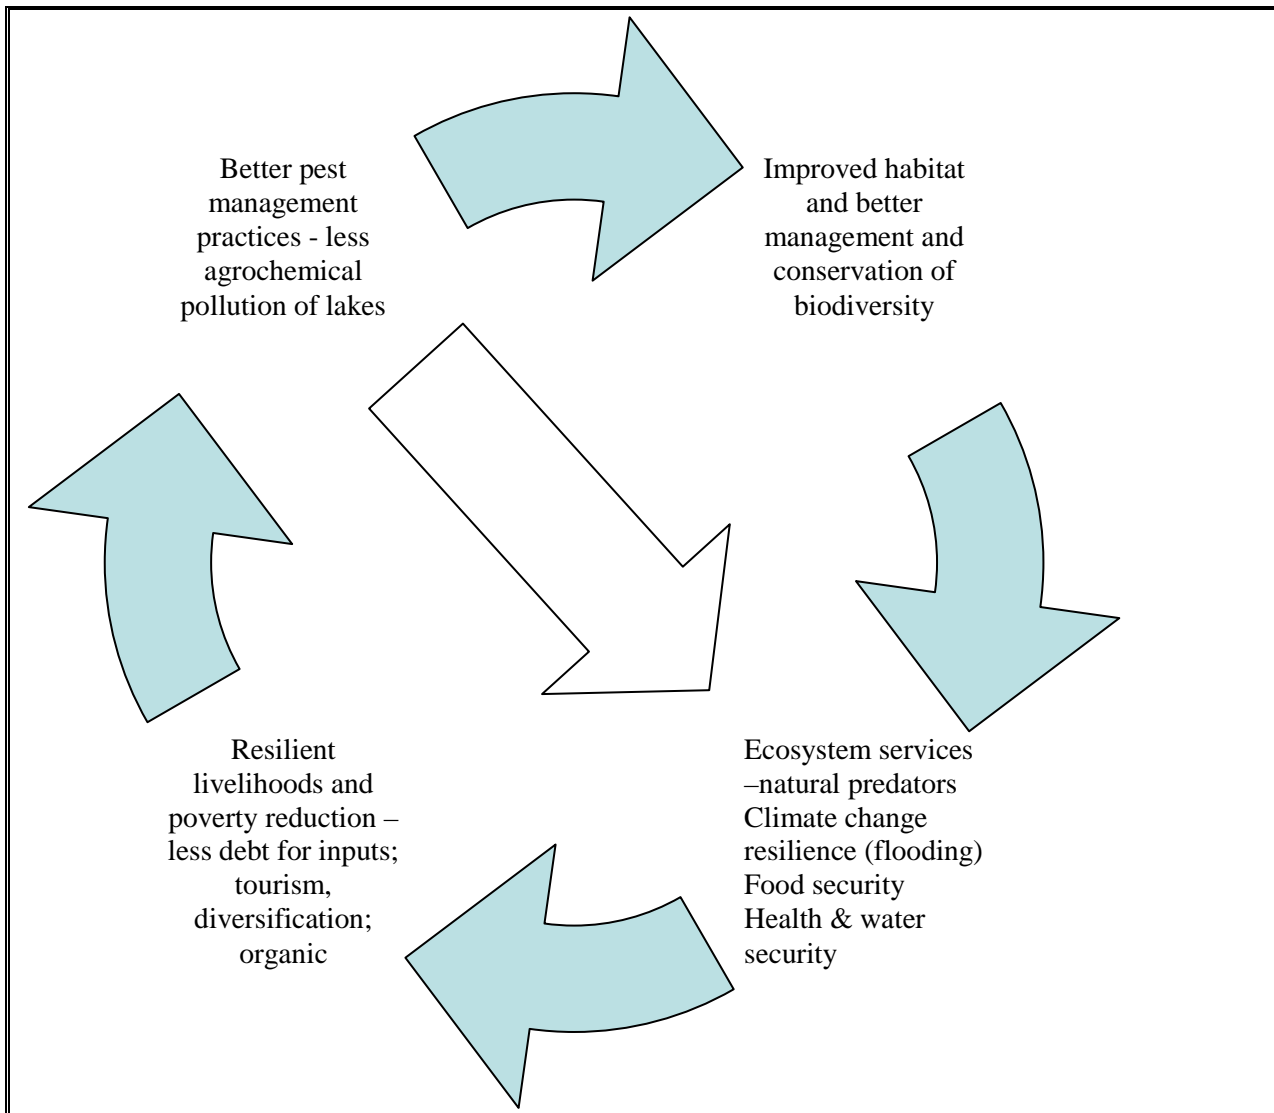 Better pest
management
practices - less
agrochemical
pollution of lakes
Improved habitat
and better
management and
conservation of
biodiversity
Ecosystem services
–natural predators
Climate change
resilience (flooding)
Food security
Health & water
security
Resilient
livelihoods and
poverty reduction –
less debt for inputs;
tourism,
diversification;
organic